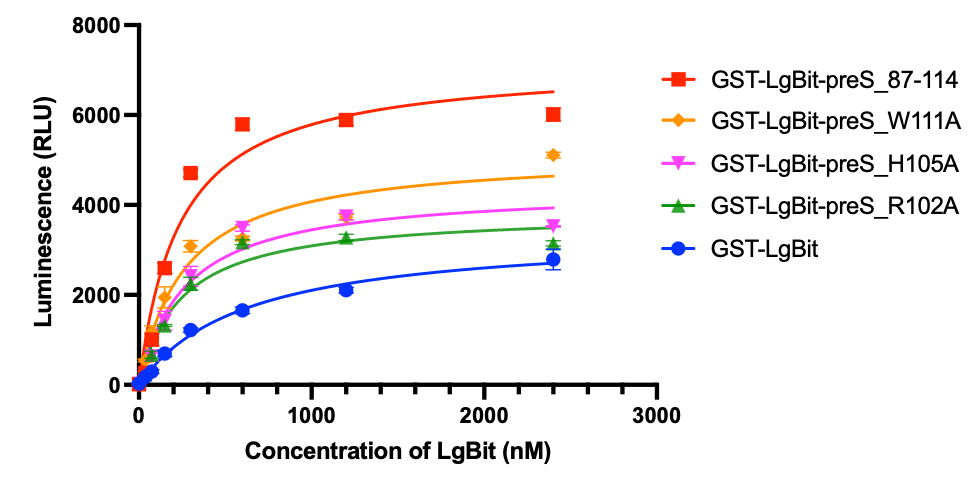 Luminescence (RLU)
8000
6000
4000
2000
0
0
1000
2000
3000
Concentration of LgBit (nM)
GST-LgBit-preS_87-114
GST-LgBit-preS_W111A
GST-LgBit-preS_H105A
GST-LgBit-preS_R102A
GST-LgBit